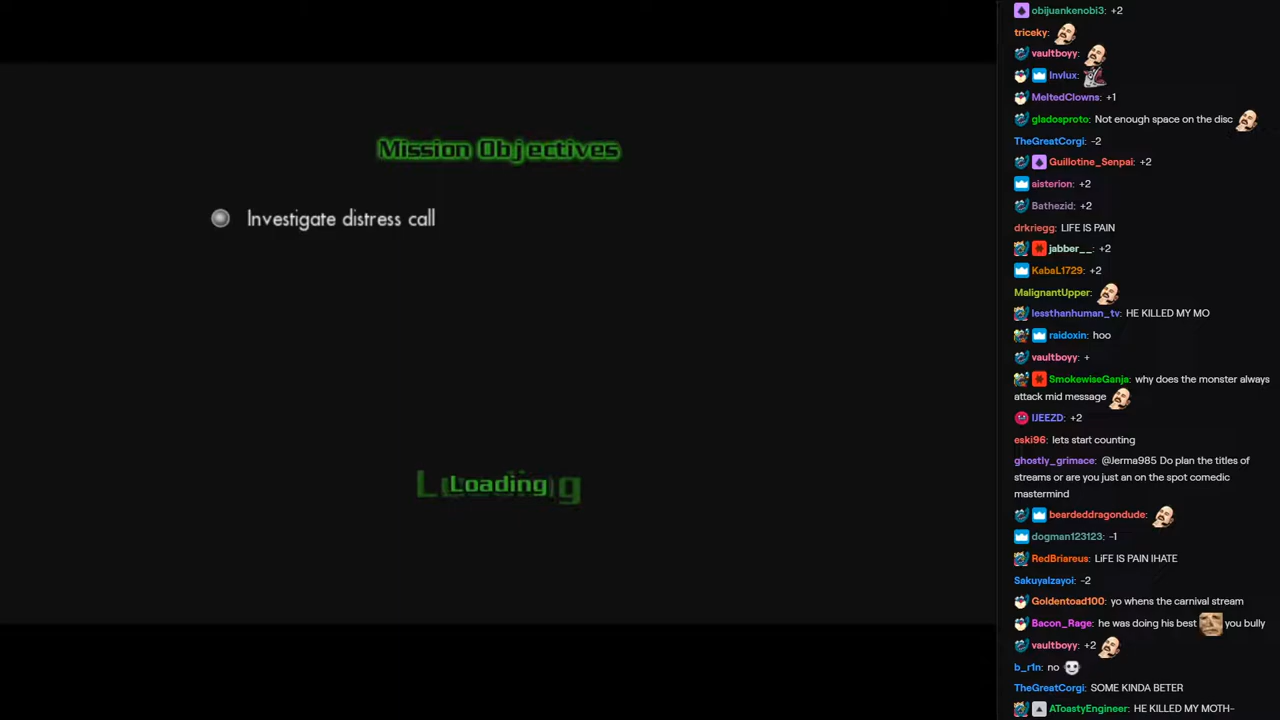 Mission Objectives
Investigate distress call
Loading
obijuankenobi3: +2
triceky:
vaultboyy:
Invlux:
MeltedClowns: +1
gladosproto: Not enough space on the disc
TheGreatCorgi: -2
Guillotine_Senpai: +2
aisterion: +2
Bathezid: +2
drkriegg: LIFE IS PAIN
jabber__: +2
KabaL1729: +2
MalignantUpper:
lessthanhuman_tv: HE KILLED MY MO
raidoxin: hoo
vaultboyy: +
SmokewiseGanja: why does the monster always
attack mid message
IJEEZD: +2
eski96: lets start counting
ghostly_grimace: @Jerma985 Do plan the titles of
streams or are you just an on the spot comedic
mastermind
beardeddragondude:
dogman123123: -1
RedBriareus: LiFE IS PAIN IHATE
SakuyaIzayoi: -2
Goldentoad100: yo whens the carnival stream
Bacon_Rage: he was doing his best you bully
vaultboyy: +2
b_r1n: no
TheGreatCorgi: SOME KINDA BETER
AToastyEngineer: HE KILLED MY MOTH-